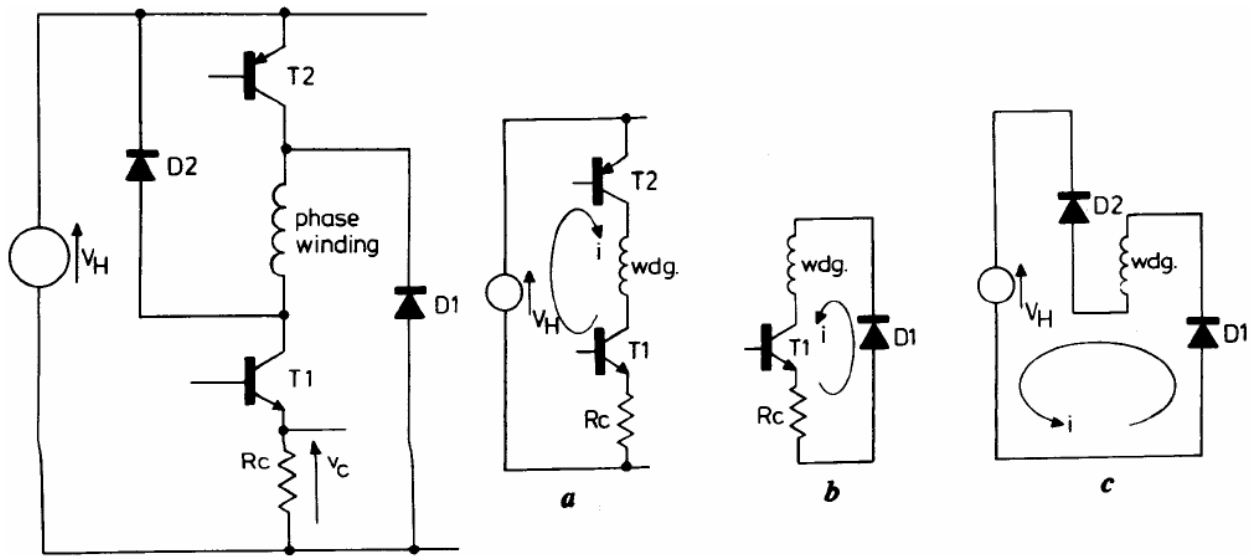 T2
D2
phase
winding
V_H
D1
T1
Rc
v_c
T2
i
wdg.
V_H
T1
Rc
a
wdg.
i
T1
D1
Rc
b
D2
wdg.
V_H
D1
i
c